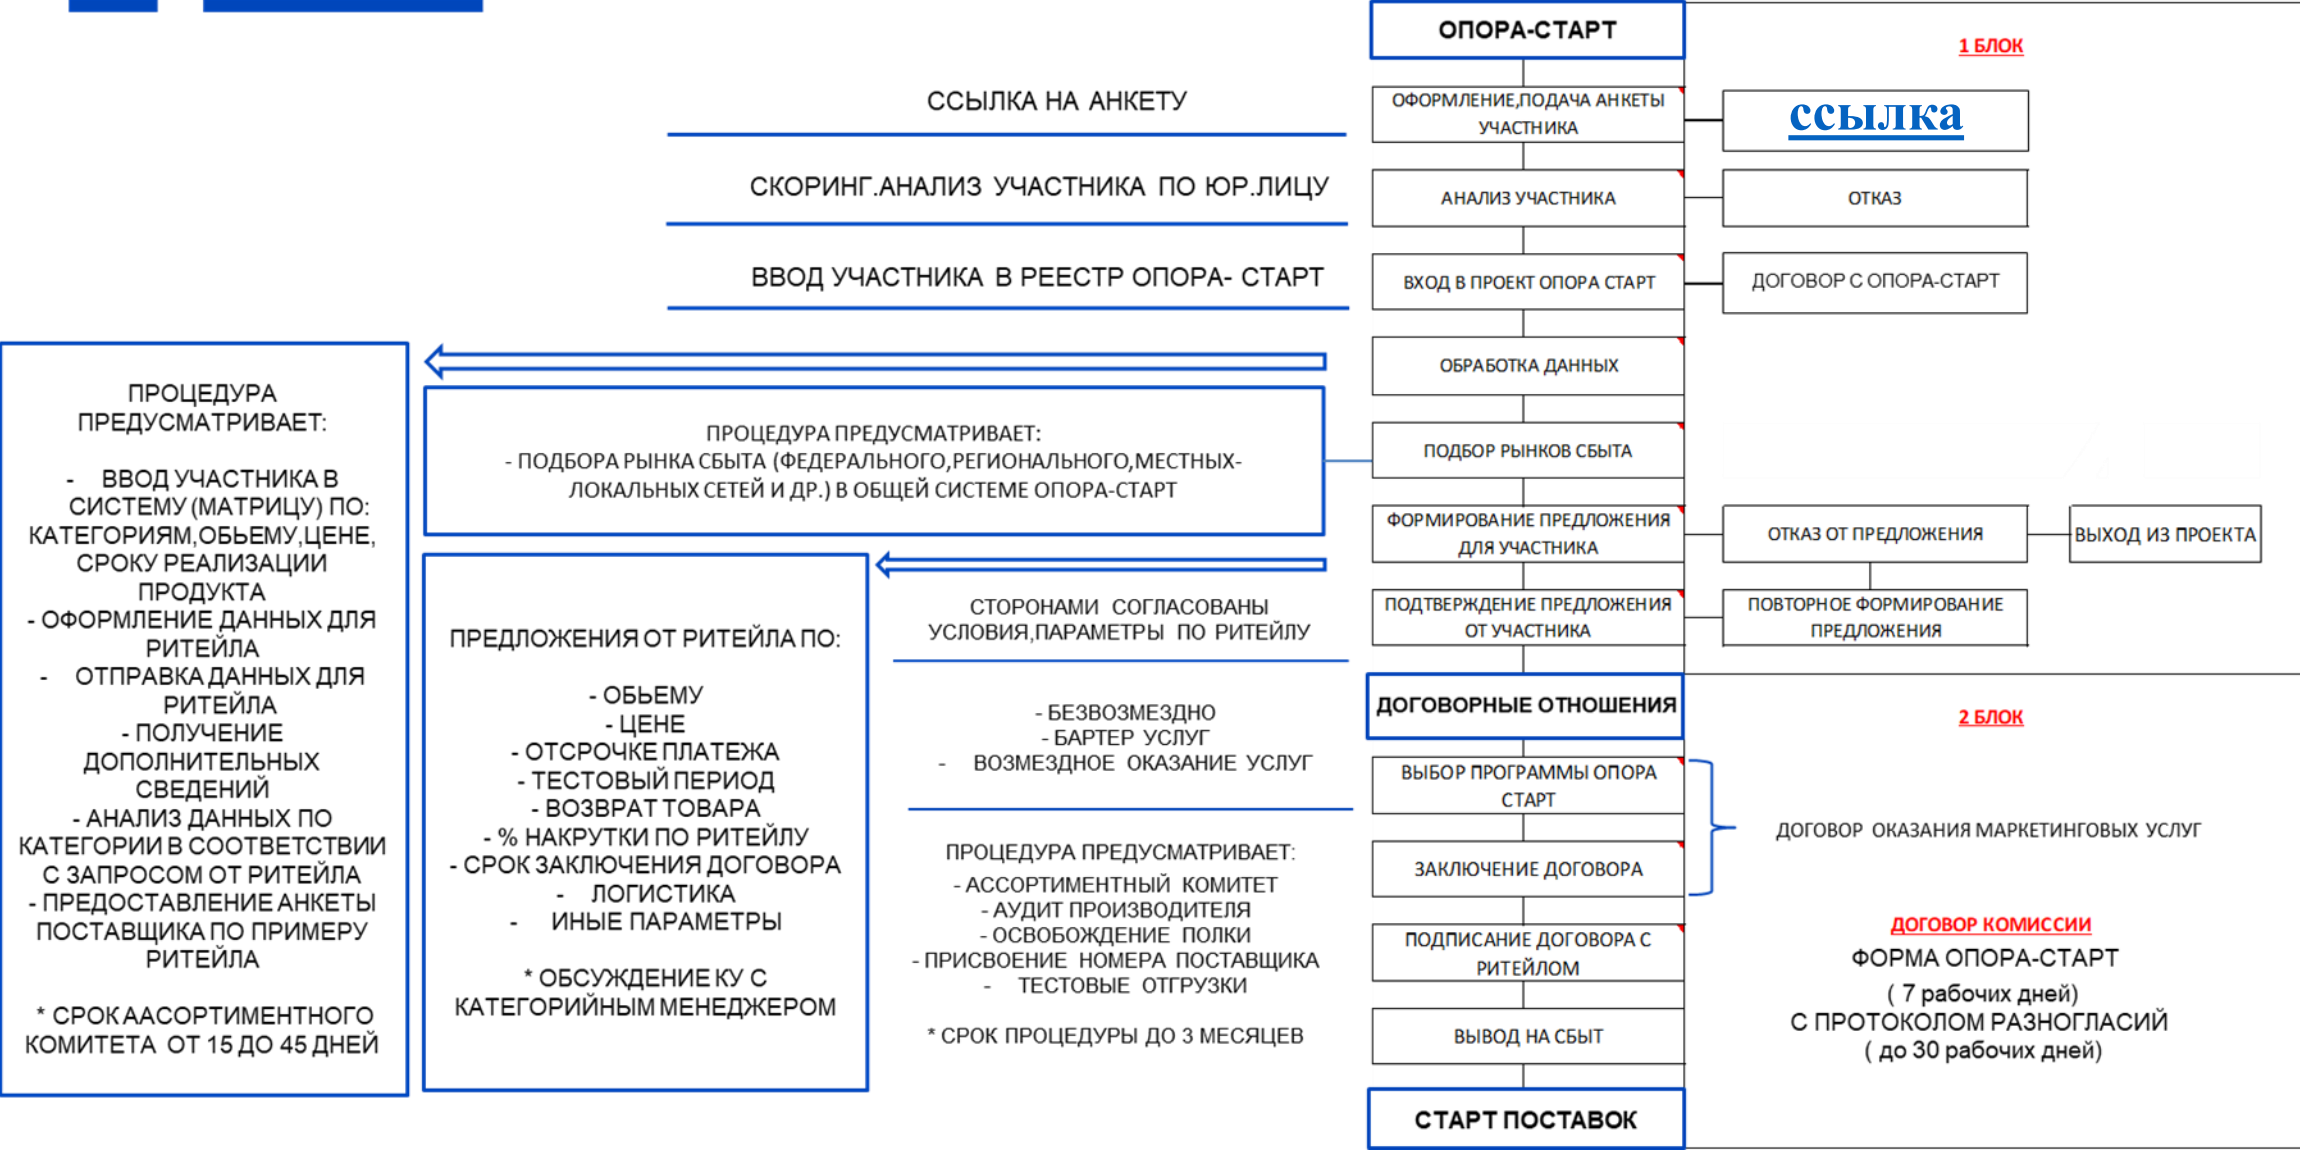 ОПОРА-СТАРТ
1 БЛОК
ССЫЛКА НА АНКЕТУ
ОФОРМЛЕНИЕ,ПОДАЧА АНКЕТЫ
УЧАСТНИКА
ссылка
СКОРИНГ.АНАЛИЗ УЧАСТНИКА ПО ЮР.ЛИЦУ
АНАЛИЗ УЧАСТНИКА
ОТКАЗ
ВВОД УЧАСТНИКА В РЕЕСТР ОПОРА- СТАРТ
ВХОД В ПРОЕКТ ОПОРА СТАРТ
ДОГОВОР С ОПОРА-СТАРТ
ОБРАБОТКА ДАННЫХ
ПРОЦЕДУРА
ПРЕДУСМАТРИВАЕТ:
- ВВОД УЧАСТНИКА В
СИСТЕМУ (МАТРИЦУ) ПО:
КАТЕГОРИЯМ,ОБЬЕМУ,ЦЕНЕ,
СРОКУ РЕАЛИЗАЦИИ
ПРОДУКТА
- ОФОРМЛЕНИЕ ДАННЫХ ДЛЯ
РИТЕЙЛА
- ОТПРАВКА ДАННЫХ ДЛЯ
РИТЕЙЛА
- ПОЛУЧЕНИЕ
ДОПОЛНИТЕЛЬНЫХ
СВЕДЕНИЙ
- АНАЛИЗ ДАННЫХ ПО
КАТЕГОРИИ В СООТВЕТСТВИИ
С ЗАПРОСОМ ОТ РИТЕЙЛА
- ПРЕДОСТАВЛЕНИЕ АНКЕТЫ
ПОСТАВЩИКА ПО ПРИМЕРУ
РИТЕЙЛА
* СРОК ААСОРТИМЕНТНОГО
КОМИТЕТА ОТ 15 ДО 45 ДНЕЙ
ПРОЦЕДУРА ПРЕДУСМАТРИВАЕТ:
- ПОДБОРА РЫНКА СБЫТА (ФЕДЕРАЛЬНОГО,РЕГИОНАЛЬНОГО,МЕСТНЫХ-
ЛОКАЛЬНЫХ СЕТЕЙ И ДР.) В ОБЩЕЙ СИСТЕМЕ ОПОРА-СТАРТ
ПОДБОР РЫНКОВ СБЫТА
ФОРМИРОВАНИЕ ПРЕДЛОЖЕНИЯ
ДЛЯ УЧАСТНИКА
ОТКАЗ ОТ ПРЕДЛОЖЕНИЯ
ВЫХОД ИЗ ПРОЕКТА
ПРЕДЛОЖЕНИЯ ОТ РИТЕЙЛА ПО:
- ОБЬЕМУ
- ЦЕНЕ
- ОТСРОЧКЕ ПЛАТЕЖА
- ТЕСТОВЫЙ ПЕРИОД
- ВОЗВРАТ ТОВАРА
- % НАКРУТКИ ПО РИТЕЙЛУ
- СРОК ЗАКЛЮЧЕНИЯ ДОГОВОРА
- ЛОГИСТИКА
- ИНЫЕ ПАРАМЕТРЫ
* ОБСУЖДЕНИЕ КУ С
КАТЕГОРИЙНЫМ МЕНЕДЖЕРОМ
СТОРОНАМИ СОГЛАСОВАНЫ
УСЛОВИЯ,ПАРАМЕТРЫ ПО РИТЕЙЛУ
ПОДТВЕРЖДЕНИЕ ПРЕДЛОЖЕНИЯ
ОТ УЧАСТНИКА
ПОВТОРНОЕ ФОРМИРОВАНИЕ
ПРЕДЛОЖЕНИЯ
ДОГОВОРНЫЕ ОТНОШЕНИЯ
2 БЛОК
- БЕЗВОЗМЕЗДНО
- БАРТЕР УСЛУГ
- ВОЗМЕЗДНОЕ ОКАЗАНИЕ УСЛУГ
ВЫБОР ПРОГРАММЫ ОПОРА
СТАРТ
ДОГОВОР ОКАЗАНИЯ МАРКЕТИНГОВЫХ УСЛУГ
ПРОЦЕДУРА ПРЕДУСМАТРИВАЕТ:
- АССОРТИМЕНТНЫЙ КОМИТЕТ
- АУДИТ ПРОИЗВОДИТЕЛЯ
- ОСВОБОЖДЕНИЕ ПОЛКИ
- ПРИСВОЕНИЕ НОМЕРА ПОСТАВЩИКА
- ТЕСТОВЫЕ ОТГРУЗКИ
* СРОК ПРОЦЕДУРЫ ДО 3 МЕСЯЦЕВ
ЗАКЛЮЧЕНИЕ ДОГОВОРА
ПОДПИСАНИЕ ДОГОВОРА С
РИТЕЙЛОМ
ВЫВОД НА СБЫТ
ДОГОВОР КОМИССИИ
ФОРМА ОПОРА-СТАРТ
( 7 рабочих дней)
С ПРОТОКОЛОМ РАЗНОГЛАСИЙ
( до 30 рабочих дней)
СТАРТ ПОСТАВОК